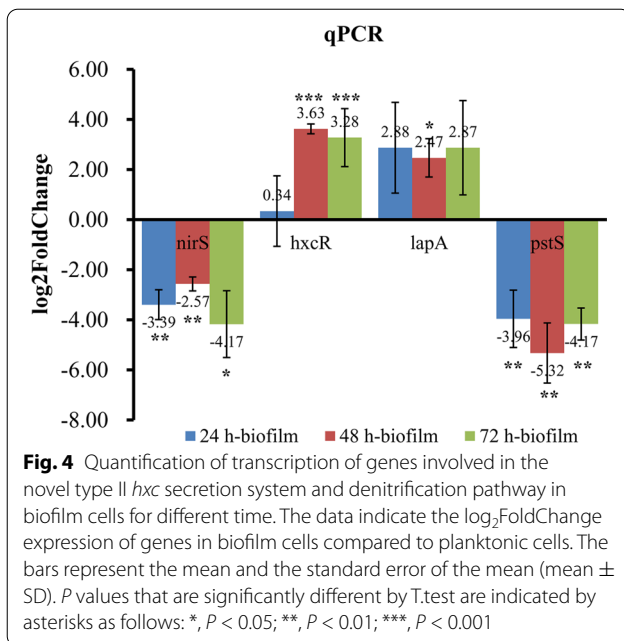 qPCR
6.00
4.00
2.00
0.00
-2.00
-4.00
-6.00
-8.00
log2FoldChange
*** ***
3.63 3.28
0.34
*
2.88 2.47 2.87
nirS hxcR lapA pstS
-3.39 -2.57 -4.17
** ** *
-3.96 -5.32 -4.17
** ** **
24 h-biofilm 48 h-biofilm 72 h-biofilm
Fig. 4 Quantification of transcription of genes involved in the
novel type II hxc secretion system and denitrification pathway in
biofilm cells for different time. The data indicate the log₂FoldChange
expression of genes in biofilm cells compared to planktonic cells. The
bars represent the mean and the standard error of the mean (mean ±
SD). P values that are significantly different by T.test are indicated by
asterisks as follows: *, P < 0.05; **, P < 0.01; ***, P < 0.001